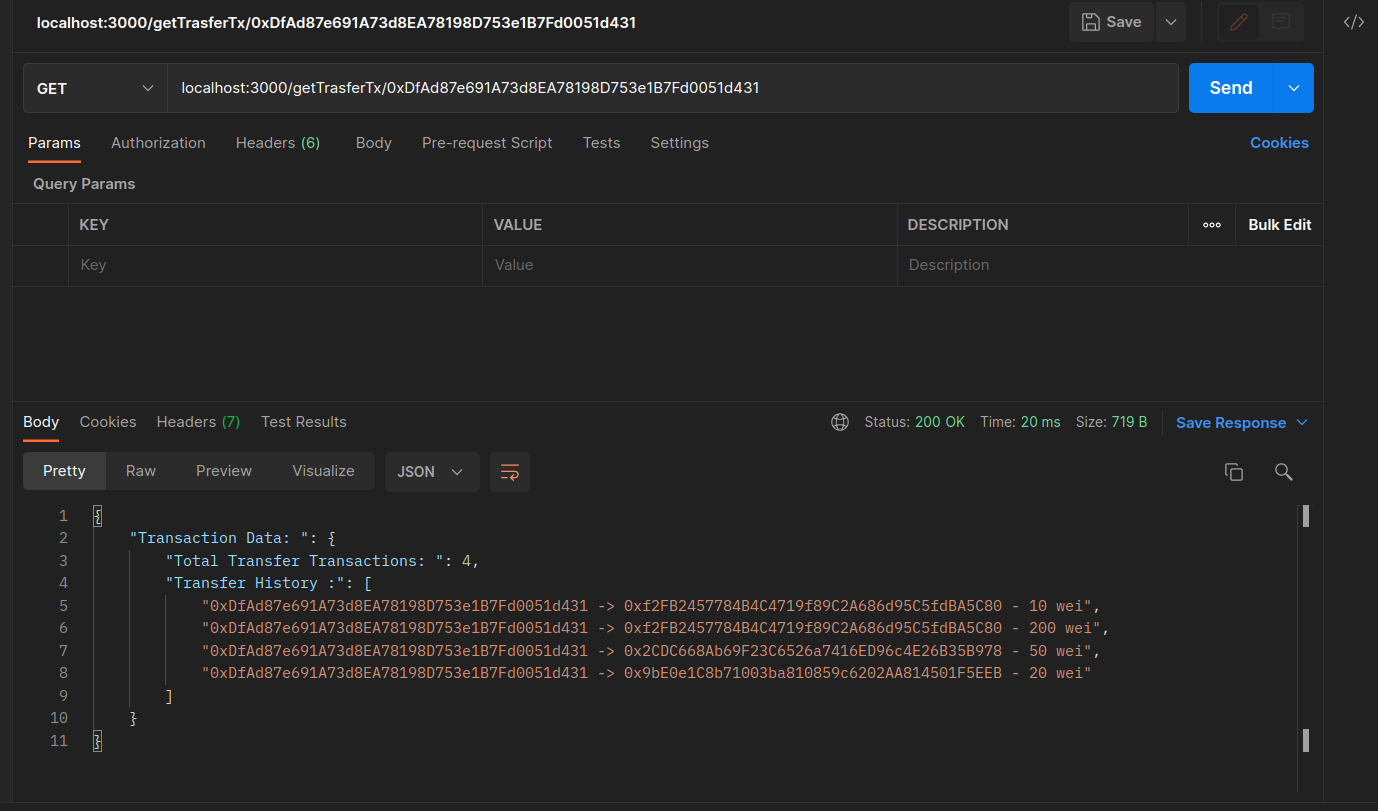 localhost:3000/getTrasferTx/0xDfAd87e691A73d8EA78198D753e1B7Fd0051d431
Save
GET
localhost:3000/getTrasferTx/0xDfAd87e691A73d8EA78198D753e1B7Fd0051d431
Send
Params Authorization Headers (6) Body Pre-request Script Tests Settings Cookies
Query Params
KEY VALUE DESCRIPTION Bulk Edit
Key Value Description
Body Cookies Headers (7) Test Results Status: 200 OK Time: 20 ms Size: 719 B Save Response
Pretty Raw Preview Visualize JSON
1 {
2 "Transaction Data: ": {
3 "Total Transfer Transactions: ": 4,
4 "Transfer History :": [
5 "0xDfAd87e691A73d8EA78198D753e1B7Fd0051d431 -> 0xf2FB2457784B4C4719f89C2A686d95C5fdBA5C80 - 10 wei",
6 "0xDfAd87e691A73d8EA78198D753e1B7Fd0051d431 -> 0xf2FB2457784B4C4719f89C2A686d95C5fdBA5C80 - 200 wei",
7 "0xDfAd87e691A73d8EA78198D753e1B7Fd0051d431 -> 0x2CDC668Ab69F23C6526a7416ED96c4E26B35B978 - 50 wei",
8 "0xDfAd87e691A73d8EA78198D753e1B7Fd0051d431 -> 0x9bE0e1C8b71003ba810859c6202AA814501F5EEB - 20 wei"
9 ]
10 }
11 }